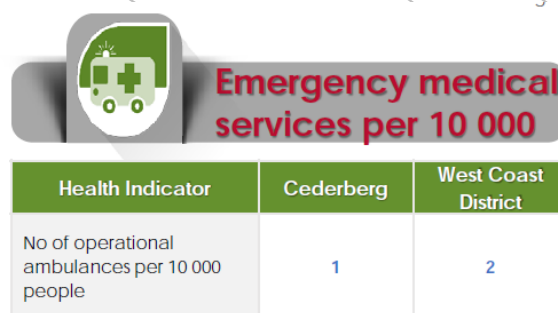 Emergency medical
services per 10 000
Health Indicator
Cederberg
West Coast
District
No of operational
ambulances per 10 000
people
1
2